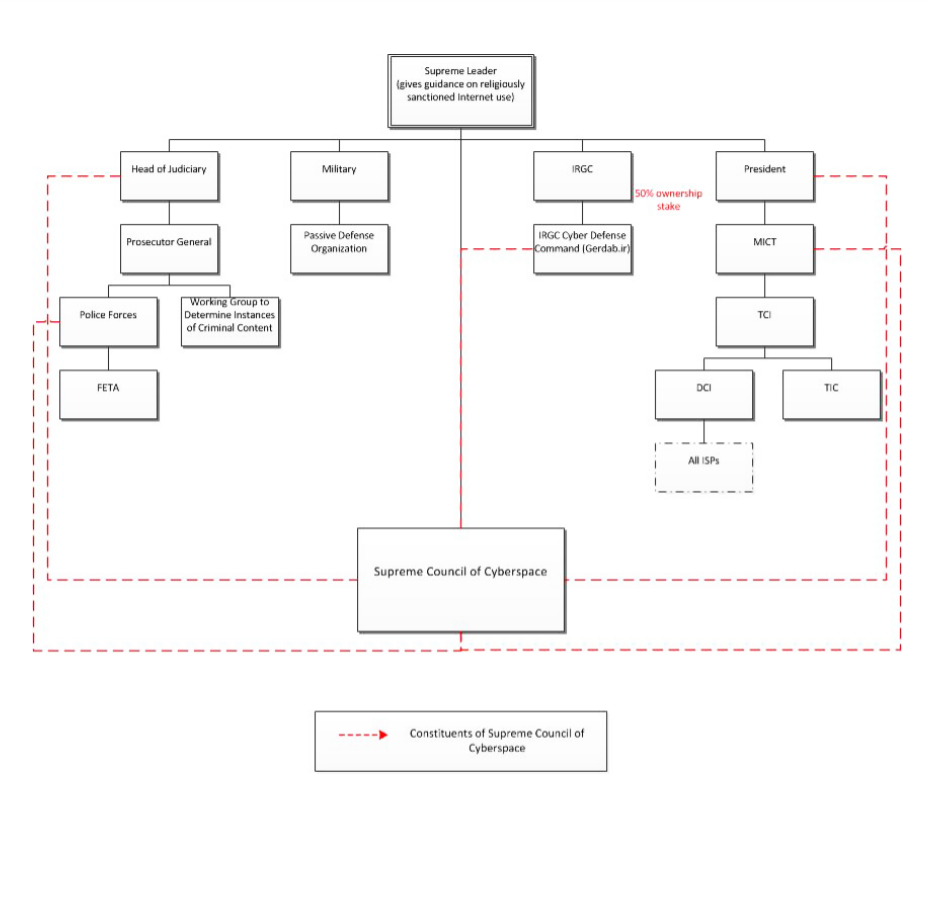 Supreme Leader
(gives guidance on religiously
sanctioned Internet use)
Head of Judiciary
Military
IRGC
President
50% ownership
stake
Prosecutor General
Passive Defense
Organization
IRGC Cyber Defense
Command (Gerdab.ir)
MICT
Police Forces
Working Group to
Determine Instances
of Criminal Content
TCI
FETA
DCI
TIC
All ISPs
Supreme Council of Cyberspace
Constituents of Supreme Council of
Cyberspace